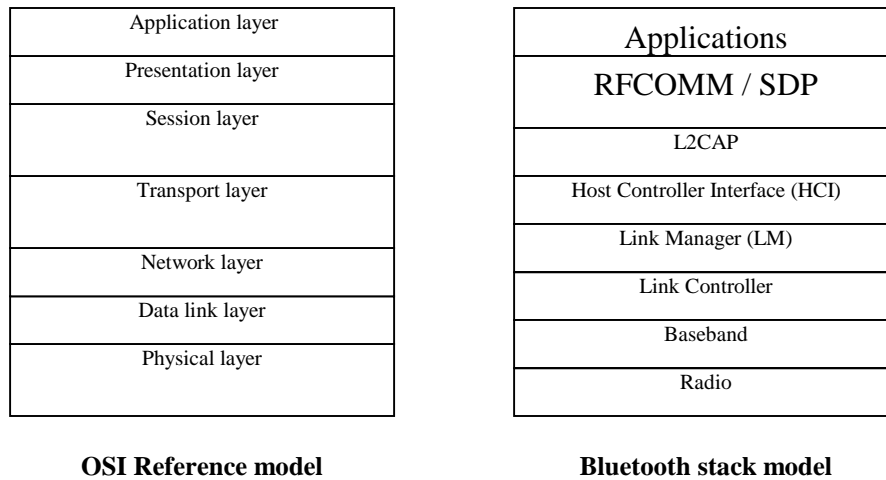 Application layer
Presentation layer
Session layer
Transport layer
Network layer
Data link layer
Physical layer
OSI Reference model
Applications
RFCOMM / SDP
L2CAP
Host Controller Interface (HCI)
Link Manager (LM)
Link Controller
Baseband
Radio
Bluetooth stack model